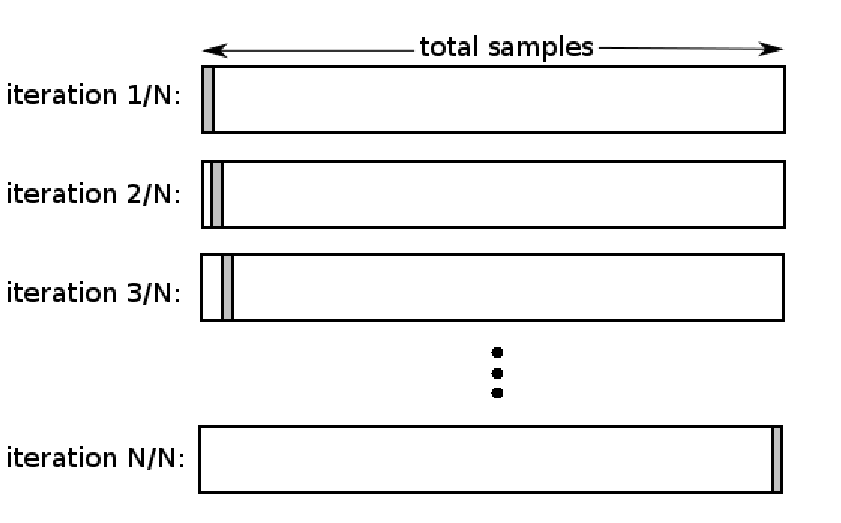 total samples
iteration 1/N:
iteration 2/N:
iteration 3/N:
iteration N/N: